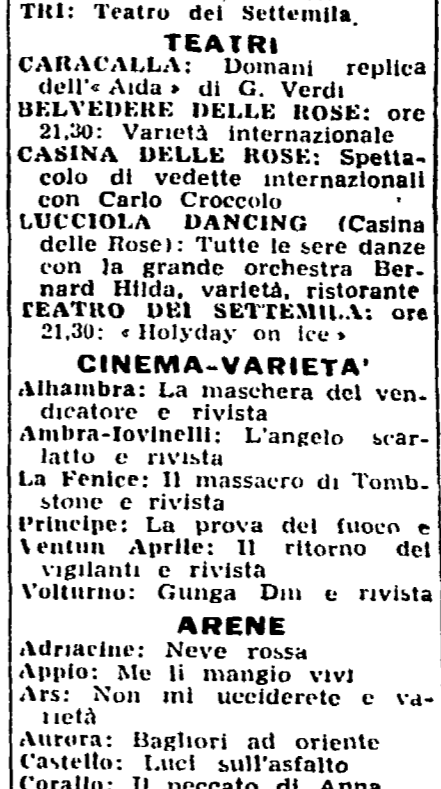 TRI: Teatro dei Settemila.
TEATRI
CARACALLA: Domani replica
dell'« Aida » di G. Verdi
BELVEDERE DELLE ROSE: ore
21,30: Varietà internazionale
CASINA DELLE ROSE: Spetta-
colo di vedette internazionali
con Carlo Croccolo
LUCCIOLA DANCING (Casina
delle Rose): Tutte le sere danze
con la grande orchestra Ber-
nard Hilda, varietà, ristorante
TEATRO DEI SETTEMILA: ore
21,30: « Holyday on ice »
CINEMA-VARIETA'
Alhambra: La maschera del ven-
dicatore e rivista
Ambra-Iovinelli: L'angelo scar-
latto e rivista
La Fenice: Il massacro di Tomb-
stone e rivista
Principe: La prova del fuoco e
Ventun Aprile: Il ritorno dei
vigilanti e rivista
Volturno: Gunga Din e rivista
ARENE
Adriacine: Neve rossa
Appio: Me li mangio vivi
Ars: Non mi ucciderete e va-
rietà
Aurora: Bagliori ad oriente
Castello: Luci sull'asfalto
Corallo: Il peccato di Anna